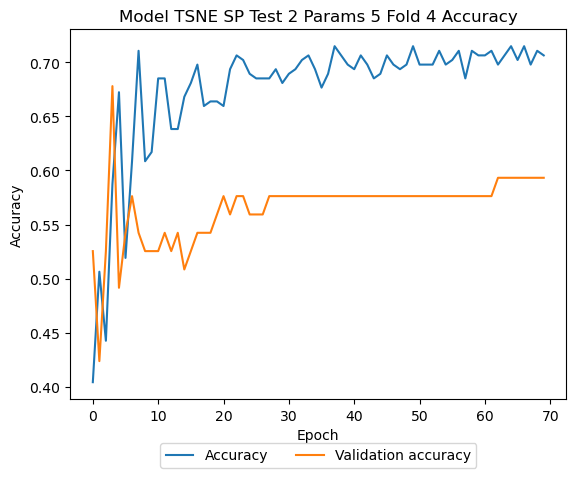 Model TSNE SP Test 2 Params 5 Fold 4 Accuracy
0.70
0.65
0.60
0.55
0.50
0.45
0.40
Accuracy
0 10 20 30 40 50 60 70
Epoch
Accuracy Validation accuracy